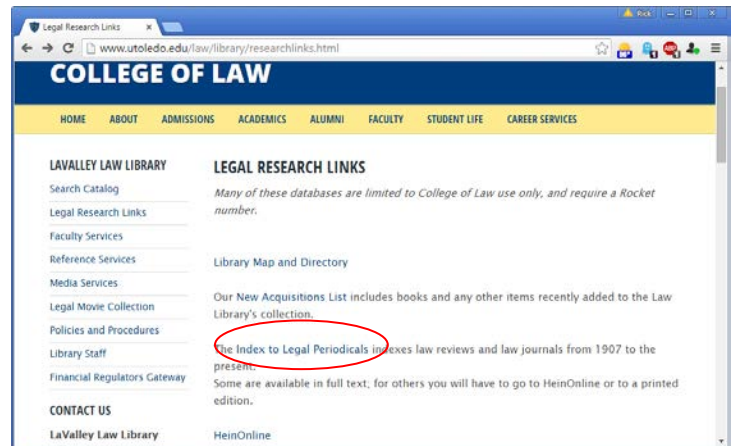 Rick
Legal Research Links
www.utoledo.edu/law/library/researchlinks.html
COLLEGE OF LAW
HOME ABOUT ADMISSIONS ACADEMICS ALUMNI FACULTY STUDENT LIFE CAREER SERVICES
LAVALLEY LAW LIBRARY
Search Catalog
Legal Research Links
Faculty Services
Reference Services
Media Services
Legal Movie Collection
Policies and Procedures
Library Staff
Financial Regulators Gateway
CONTACT US
LaValley Law Library
LEGAL RESEARCH LINKS
Many of these databases are limited to College of Law use only, and require a Rocket
number.
Library Map and Directory
Our New Acquisitions List includes books and any other items recently added to the Law
Library's collection.
The Index to Legal Periodicals indexes law reviews and law journals from 1907 to the
present.
Some are available in full text; for others you will have to go to HeinOnline or to a printed
edition.
HeinOnline